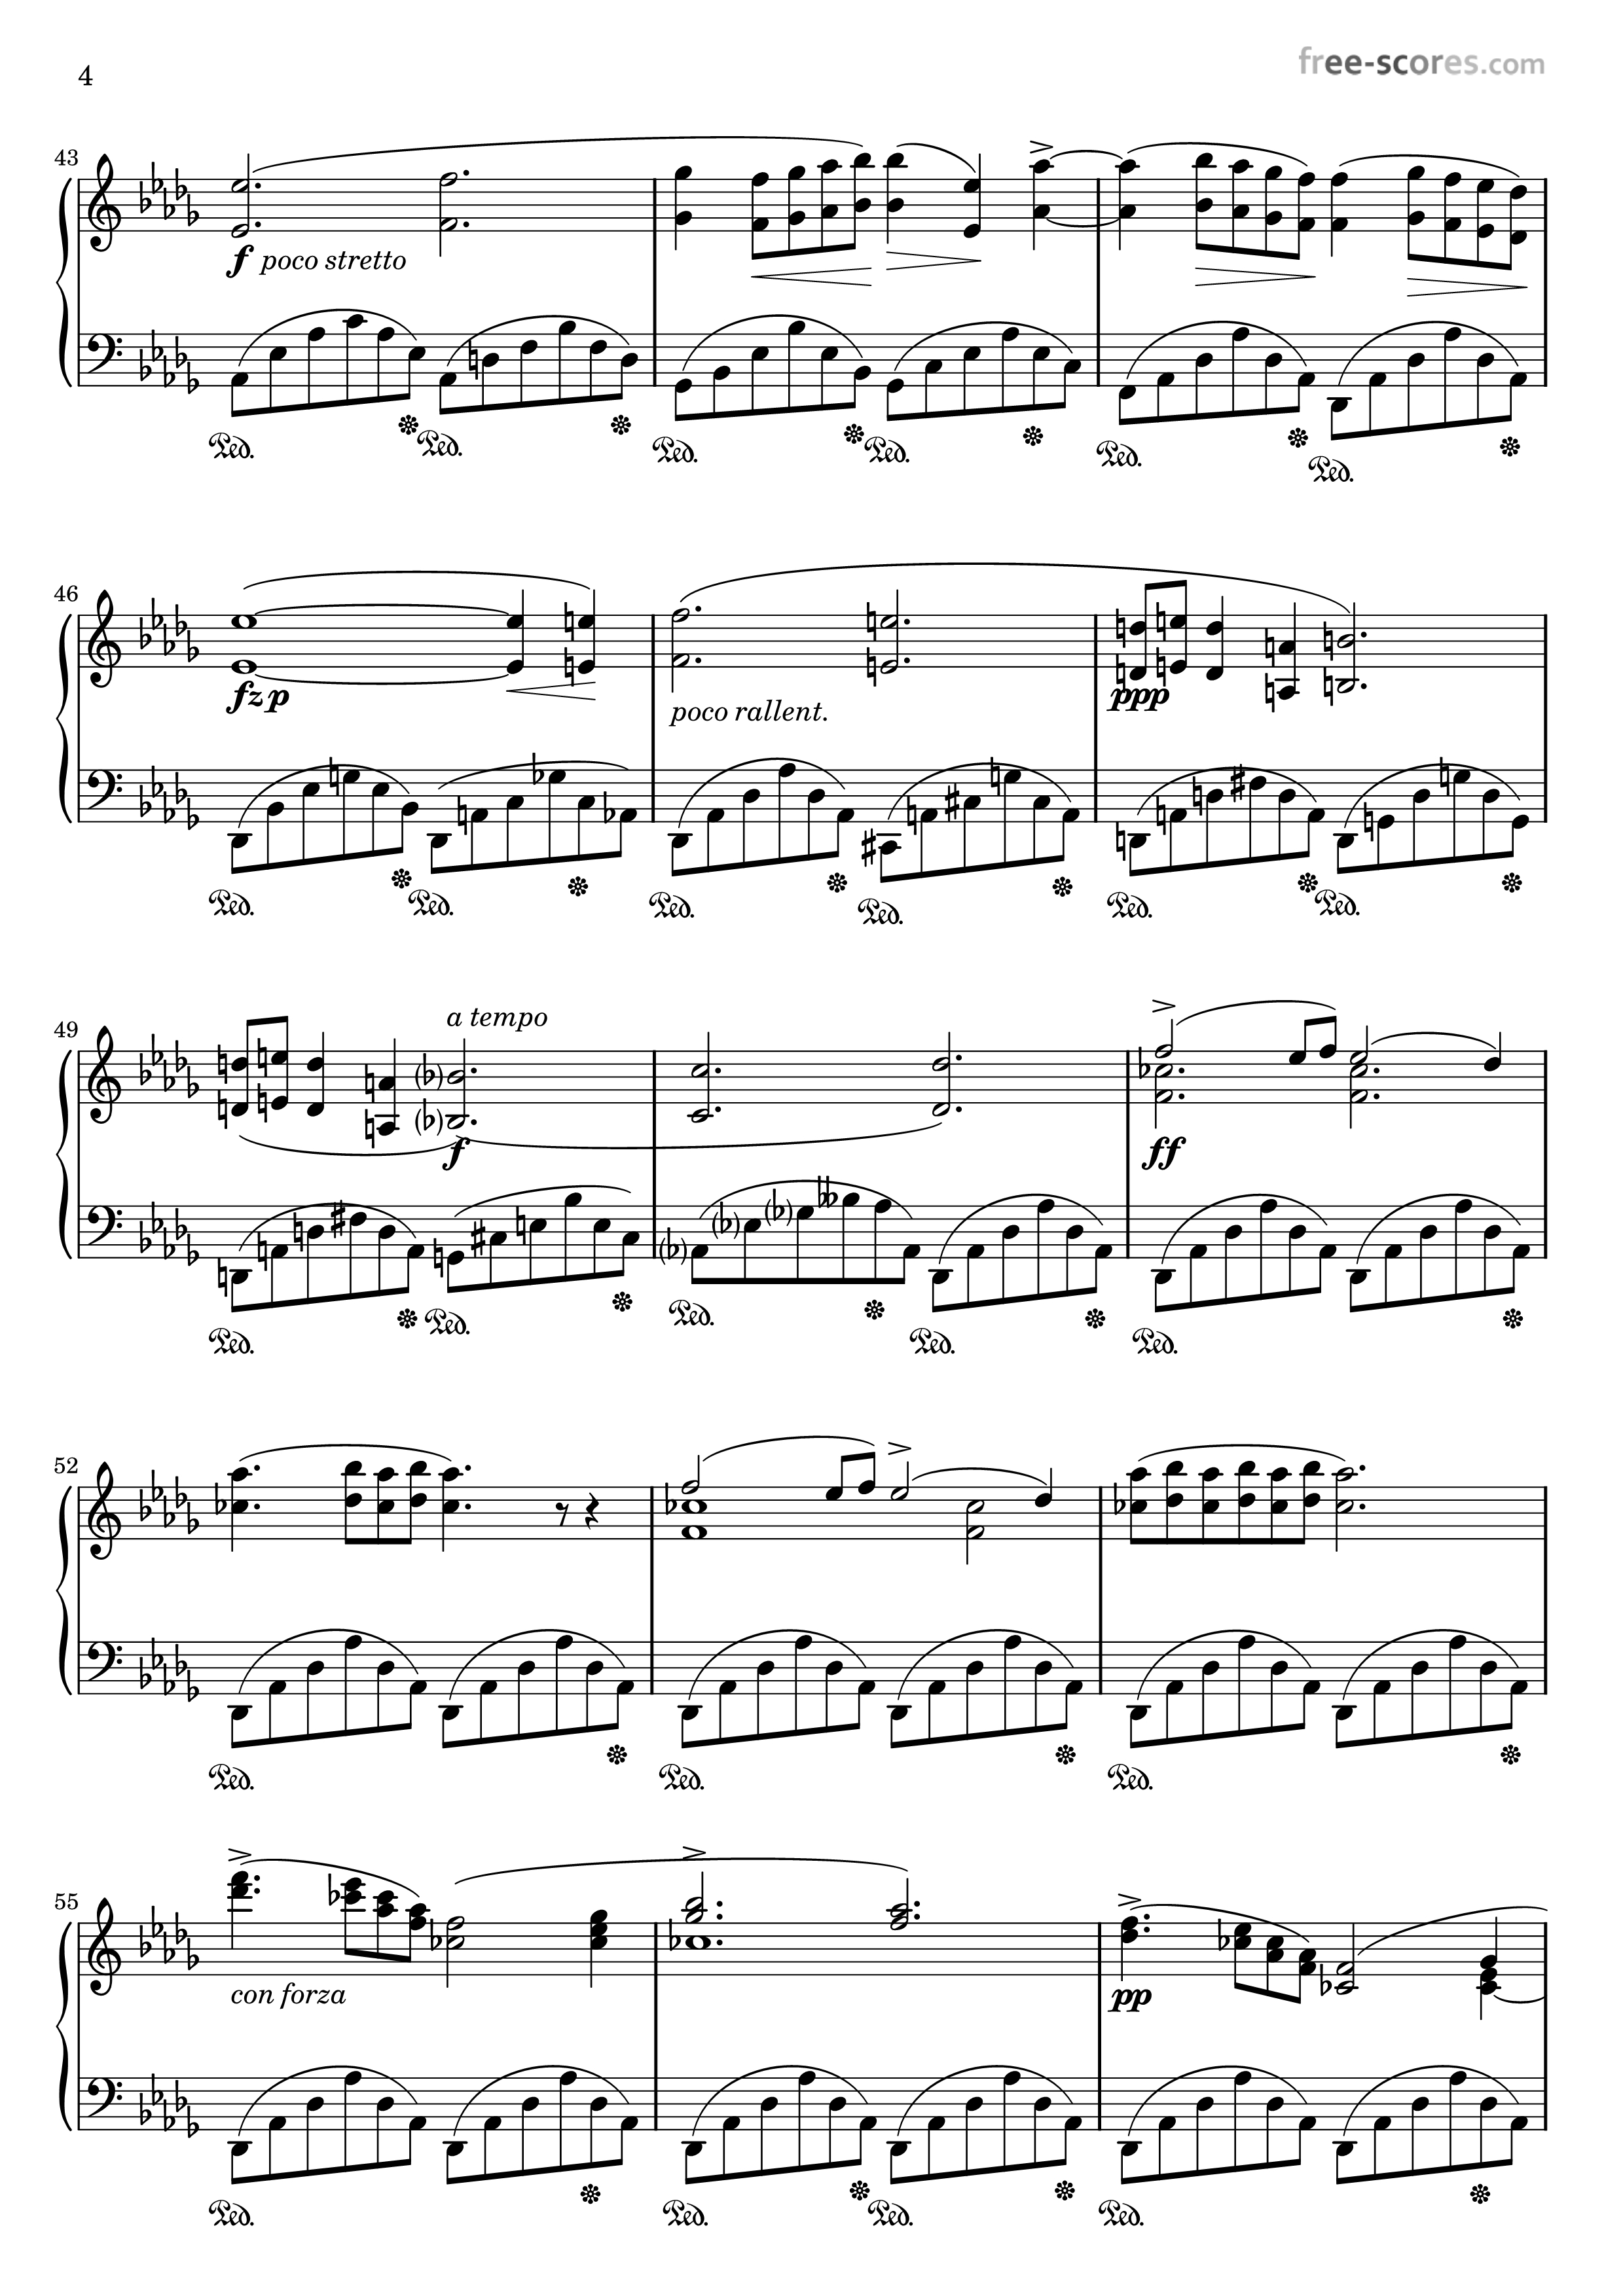 4
free-scores.com
43
f poco stretto
Ped. Ped. Ped. Ped. Ped. Ped.
46
fzp
poco rallent.
ppp
Ped. Ped. Ped. Ped. Ped. Ped.
49
a tempo
f
ff
Ped. Ped. Ped. Ped. Ped.
52
Ped. Ped. Ped.
55
con forza
pp
Ped. Ped. Ped. Ped.